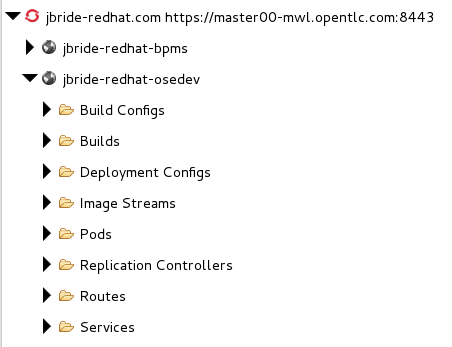 jbride-redhat.com https://master00-mwl.opentlc.com:8443
jbride-redhat-bpms
jbride-redhat-osedev
Build Configs
Builds
Deployment Configs
Image Streams
Pods
Replication Controllers
Routes
Services